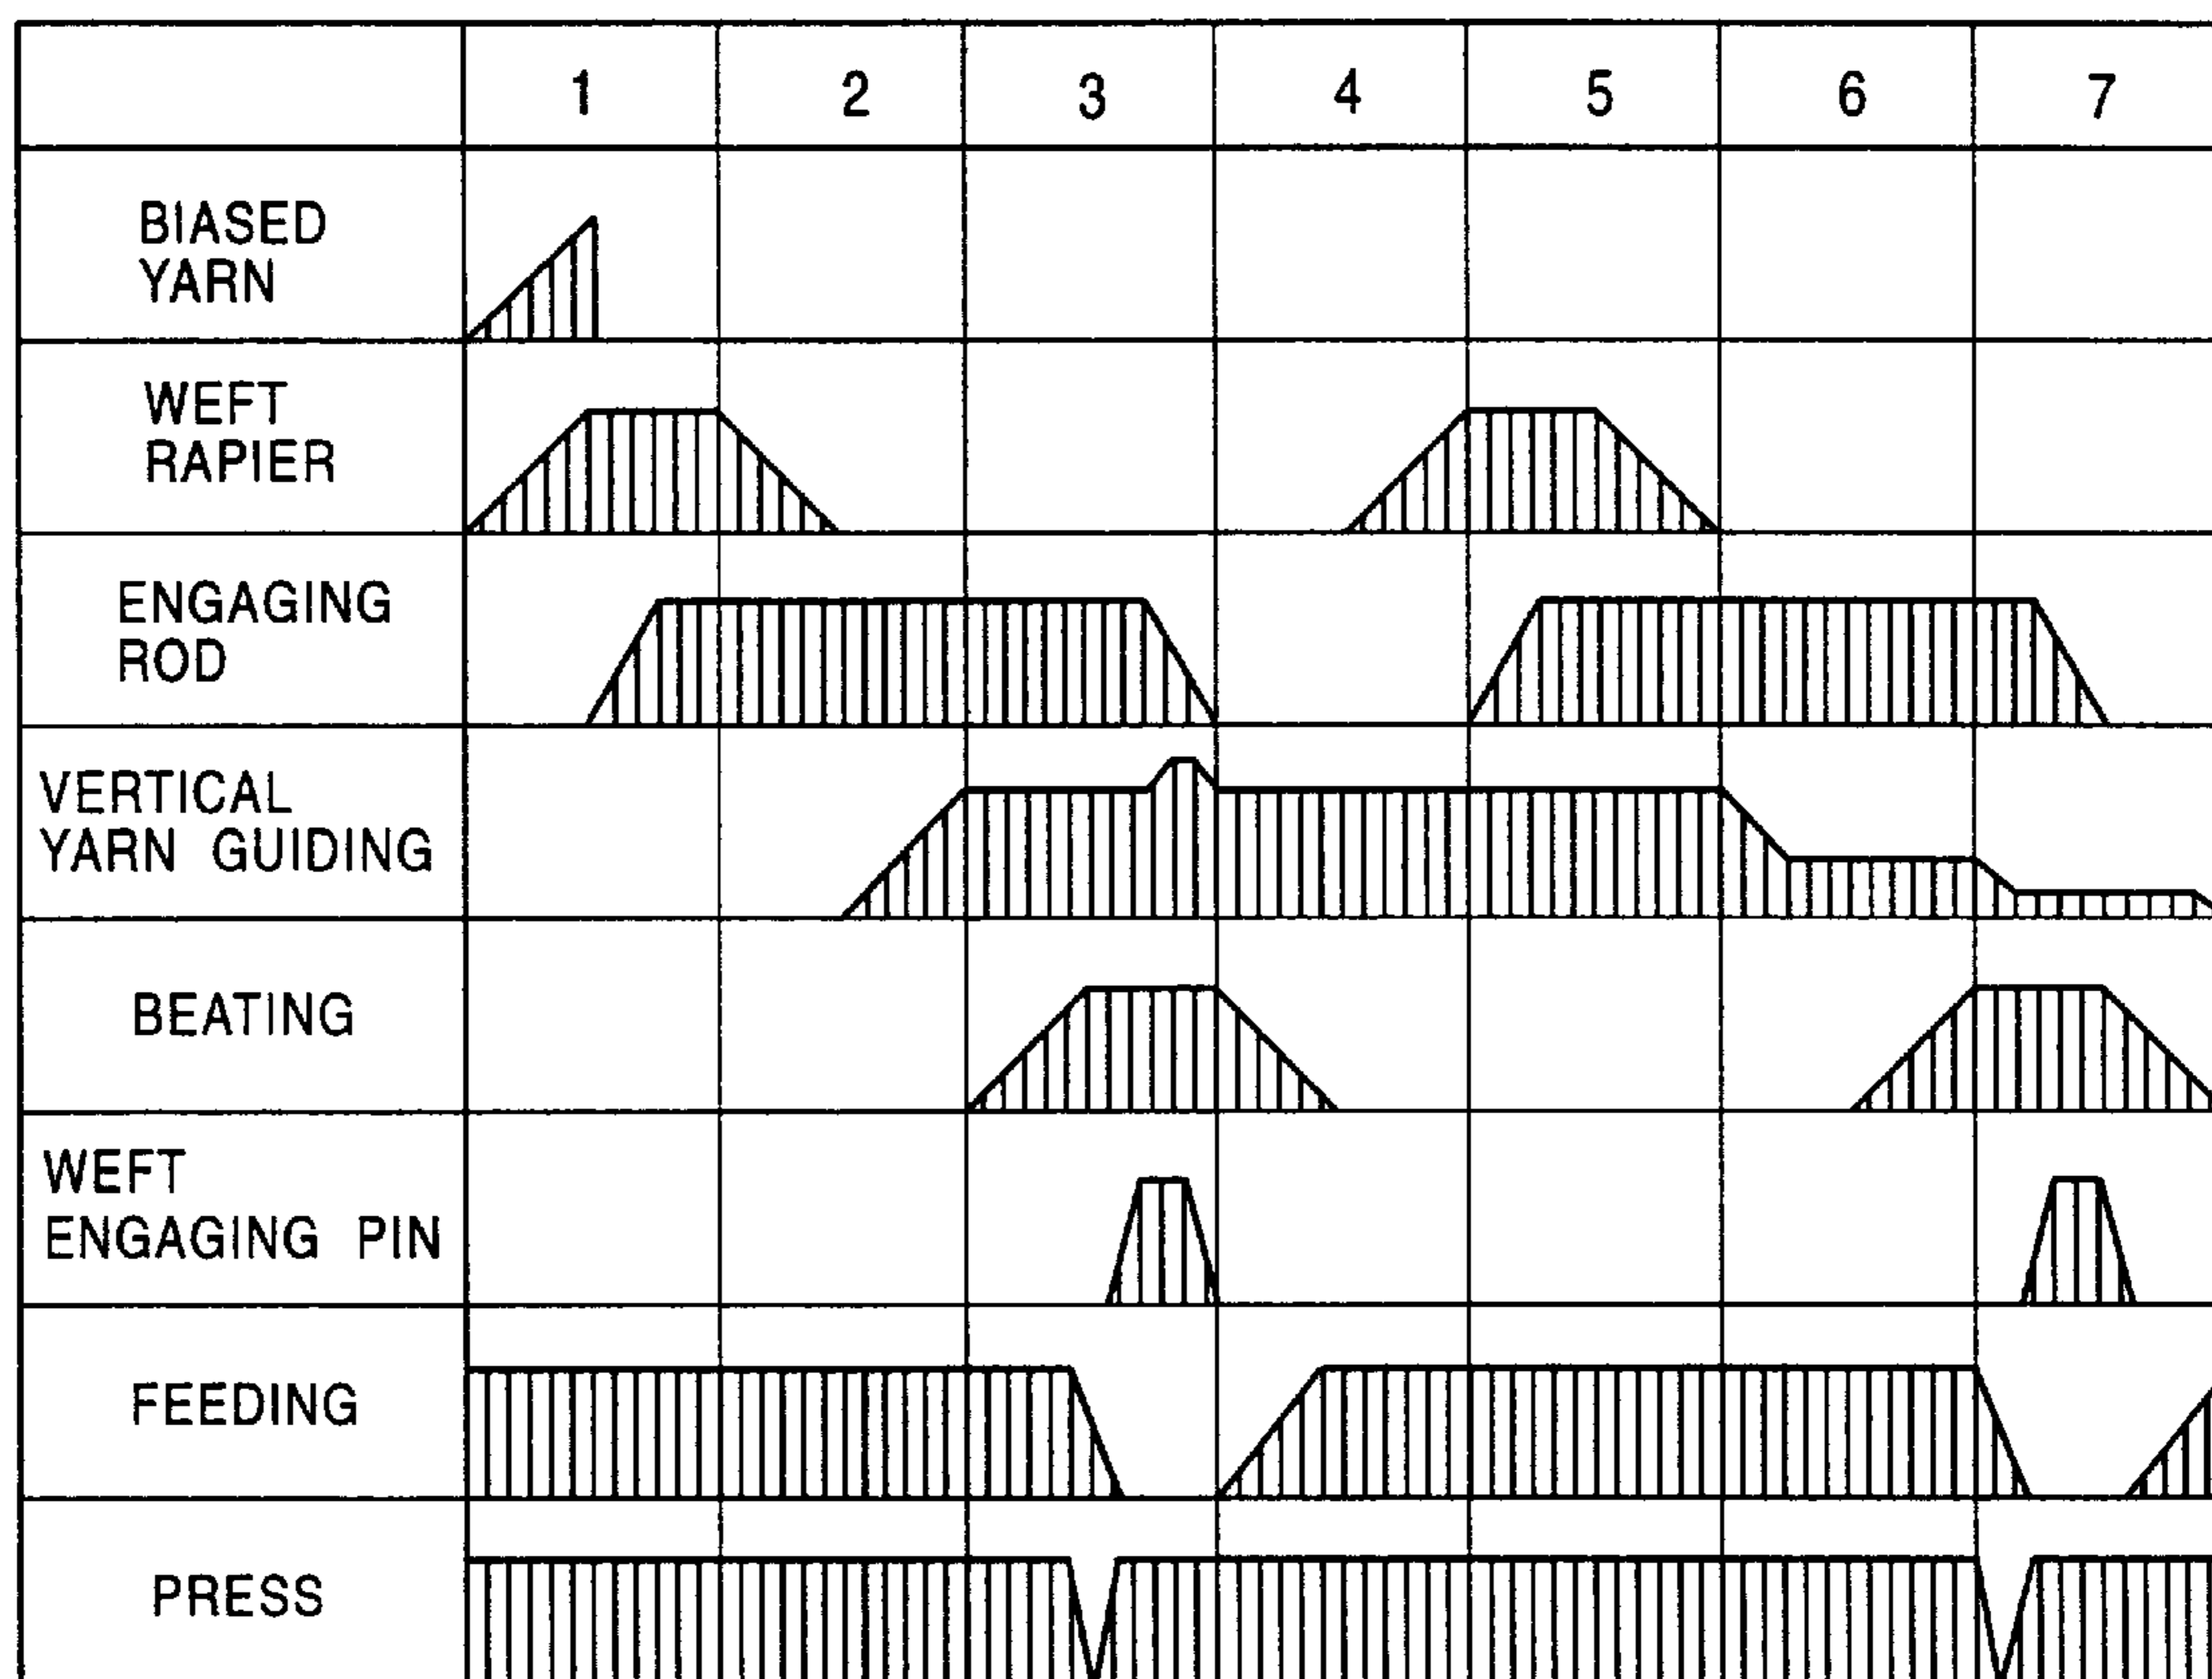 1 2 3 4 5 6 7
BIASED
YARN
WEFT
RAPIER
ENGAGING
ROD
VERTICAL
YARN GUIDING
BEATING
WEFT
ENGAGING PIN
FEEDING
PRESS